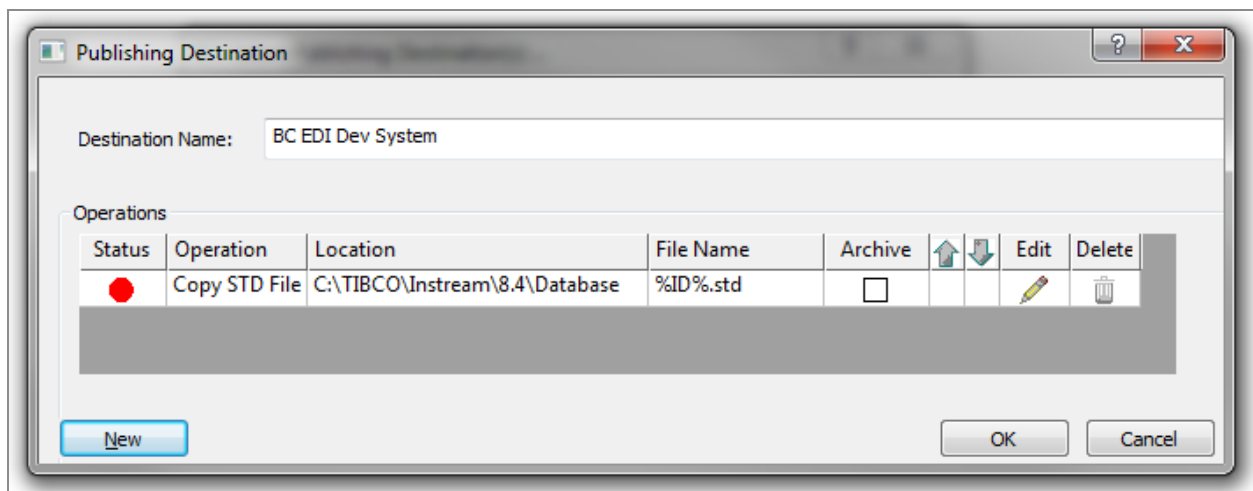 Publishing Destination
Destination Name: BC EDI Dev System
Operations
Status Operation Location File Name Archive Edit Delete
Copy STD File C:\TIBCO\Instream\8.4\Database %ID%.std
New OK Cancel